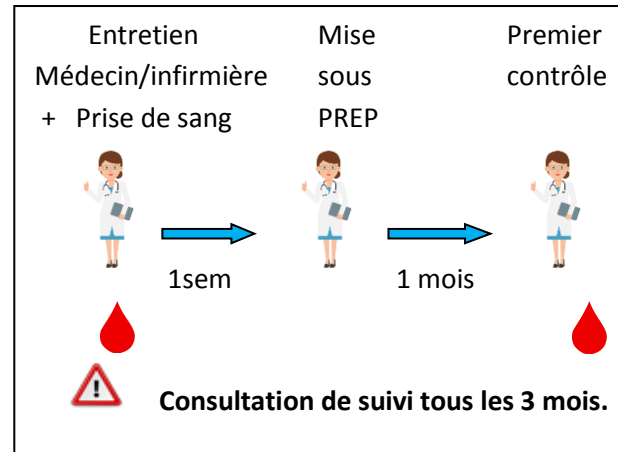 Entretien
Médecin/infirmière
+ Prise de sang
Mise
sous
PREP
Premier
contrôle
1sem
1 mois
Consultation de suivi tous les 3 mois.